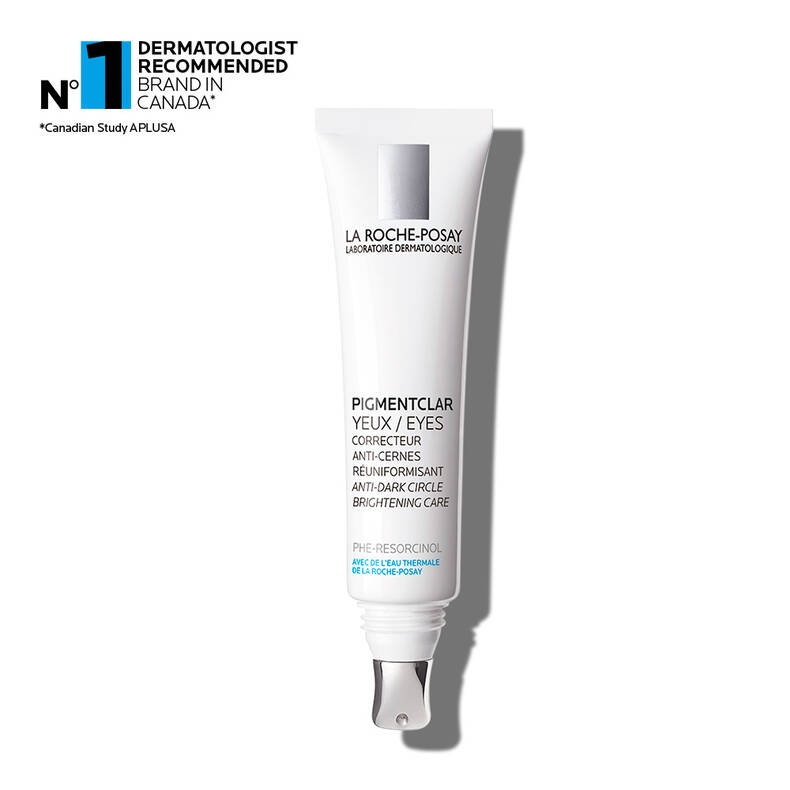 N° 1 DERMATOLOGIST
RECOMMENDED
BRAND IN
CANADA*
*Canadian Study APLUSA
LA ROCHE-POSAY
LABORATOIRE DERMATOLOGIQUE
PIGMENTCLAR
YEUX / EYES
CORRECTEUR
ANTI-CERNES
RÉUNIFORMISANT
ANTI-DARK CIRCLE
BRIGHTENING CARE
PHE-RESORCINOL
AVEC DE L'EAU THERMALE
DE LA ROCHE-POSAY